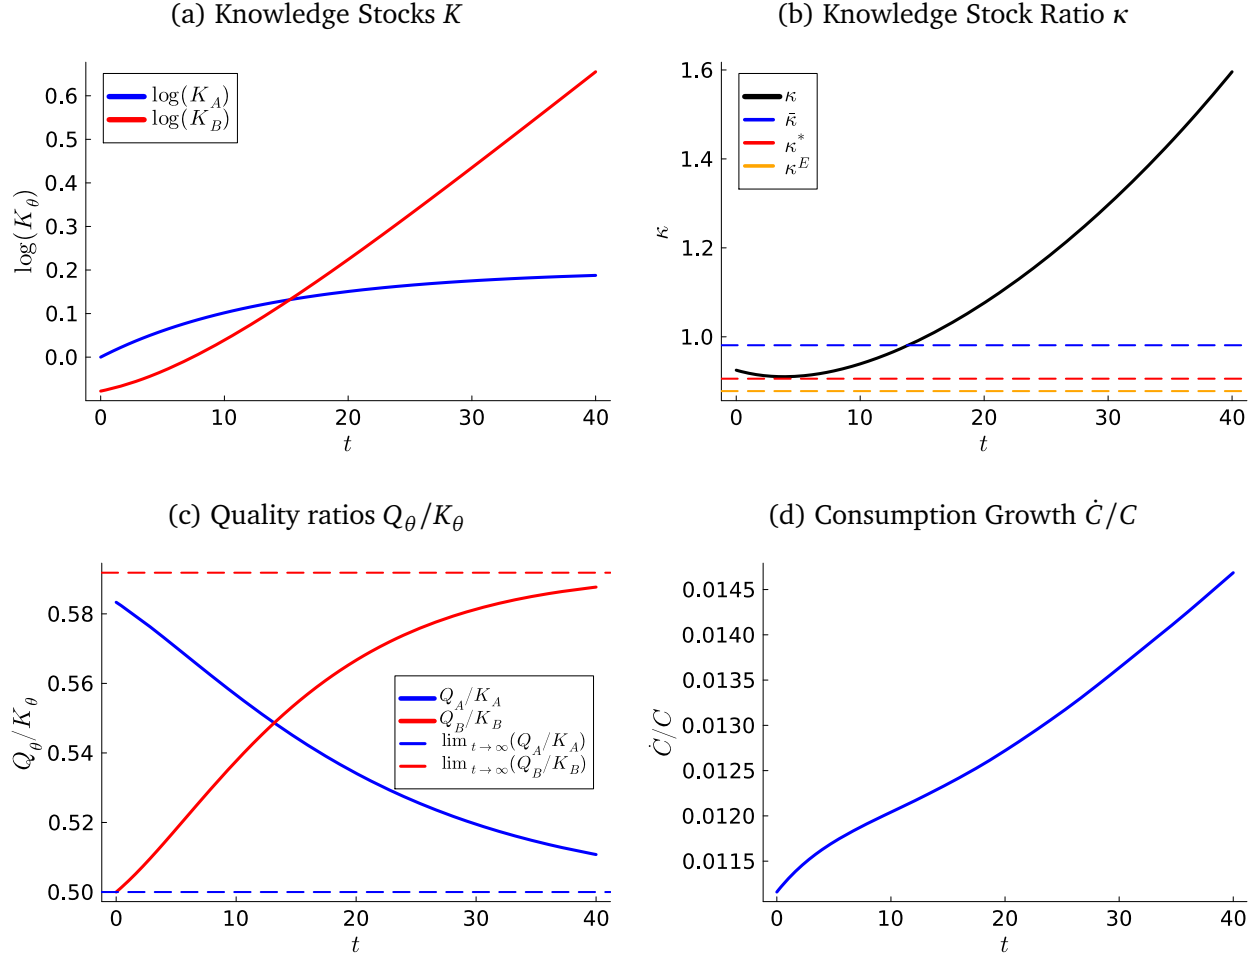 (a) Knowledge Stocks K
0.6
0.5
0.4
0.3
0.2
0.1
0.0
log(K_θ)
log(K_A)
log(K_B)
0 10 20 30 40
t
(b) Knowledge Stock Ratio κ
1.6
1.4
1.2
1.0
κ
κ
κ̄
κ*
κ^E
0 10 20 30 40
t
(c) Quality ratios Q_θ/K_θ
0.58
0.56
0.54
0.52
0.50
Q_θ/K_θ
Q_A/K_A
Q_B/K_B
lim_{t→∞}(Q_A/K_A)
lim_{t→∞}(Q_B/K_B)
0 10 20 30 40
t
(d) Consumption Growth Ċ/C
0.0145
0.0140
0.0135
0.0130
0.0125
0.0120
0.0115
Ċ/C
0 10 20 30 40
t